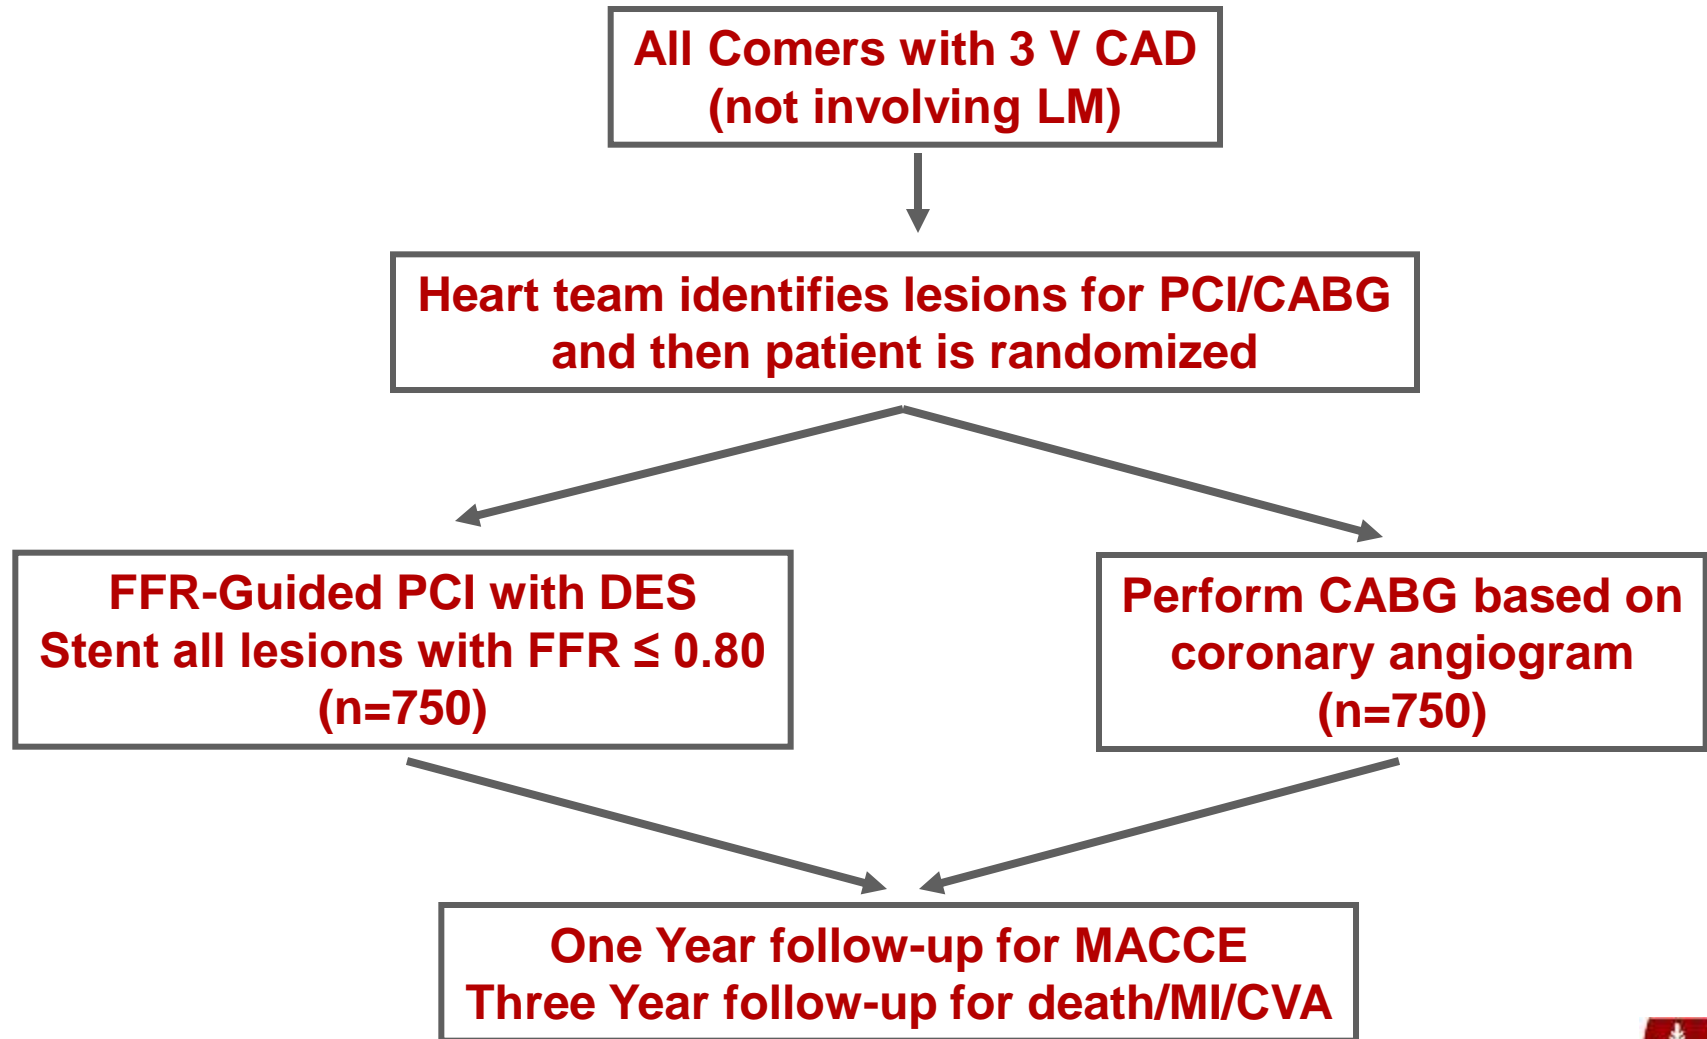 All Comers with 3 V CAD
(not involving LM)
Heart team identifies lesions for PCI/CABG
and then patient is randomized
FFR-Guided PCI with DES
Stent all lesions with FFR ≤ 0.80
(n=750)
Perform CABG based on
coronary angiogram
(n=750)
One Year follow-up for MACCE
Three Year follow-up for death/MI/CVA